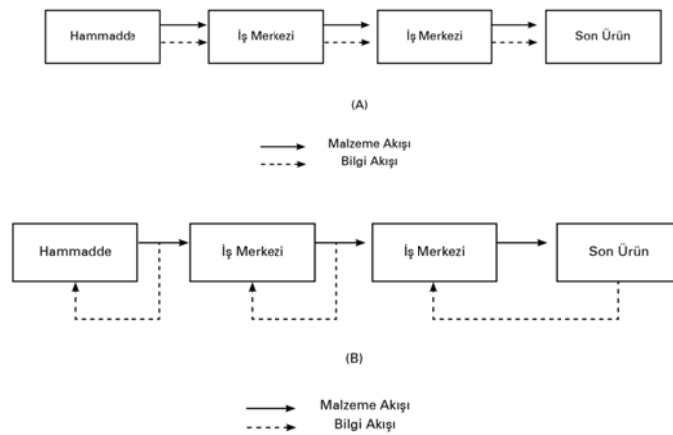 Hammadde İş Merkezi İş Merkezi Son Ürün
(A)
Malzeme Akışı
Bilgi Akışı
Hammadde İş Merkezi İş Merkezi Son Ürün
(B)
Malzeme Akışı
Bilgi Akışı